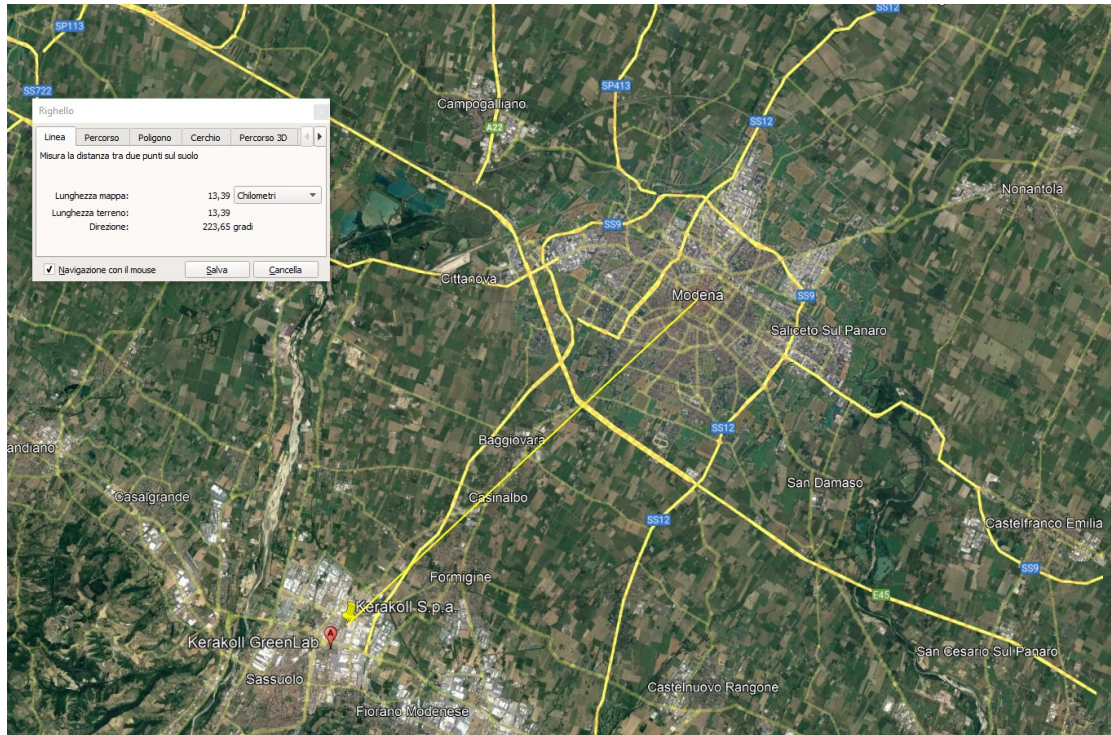 SS12
SP113
SS722
SP413
Campogalliano
A22
SS12
Righello
Linea Percorso Poligono Cerchio Percorso 3D
Misura la distanza tra due punti sul suolo
Lunghezza mappa: 13,39 Chilometri
Lunghezza terreno: 13,39
Direzione: 223,65 gradi
Navigazione con il mouse Salva Cancella
Nonantola
SS9
Cittanova
Modena
SS9
Saliceto Sul Panaro
SS12
Baggiovara
andiano
San Damaso
Casalgrande
Casinalbo
SS12
Castelfranco Emilia
SS9
Formigine
E45
Kerakoll S.p.a.
A
Kerakoll GreenLab
San Cesario Sul Panaro
Sassuolo
Castelnuovo Rangone
Fiorano Modenese